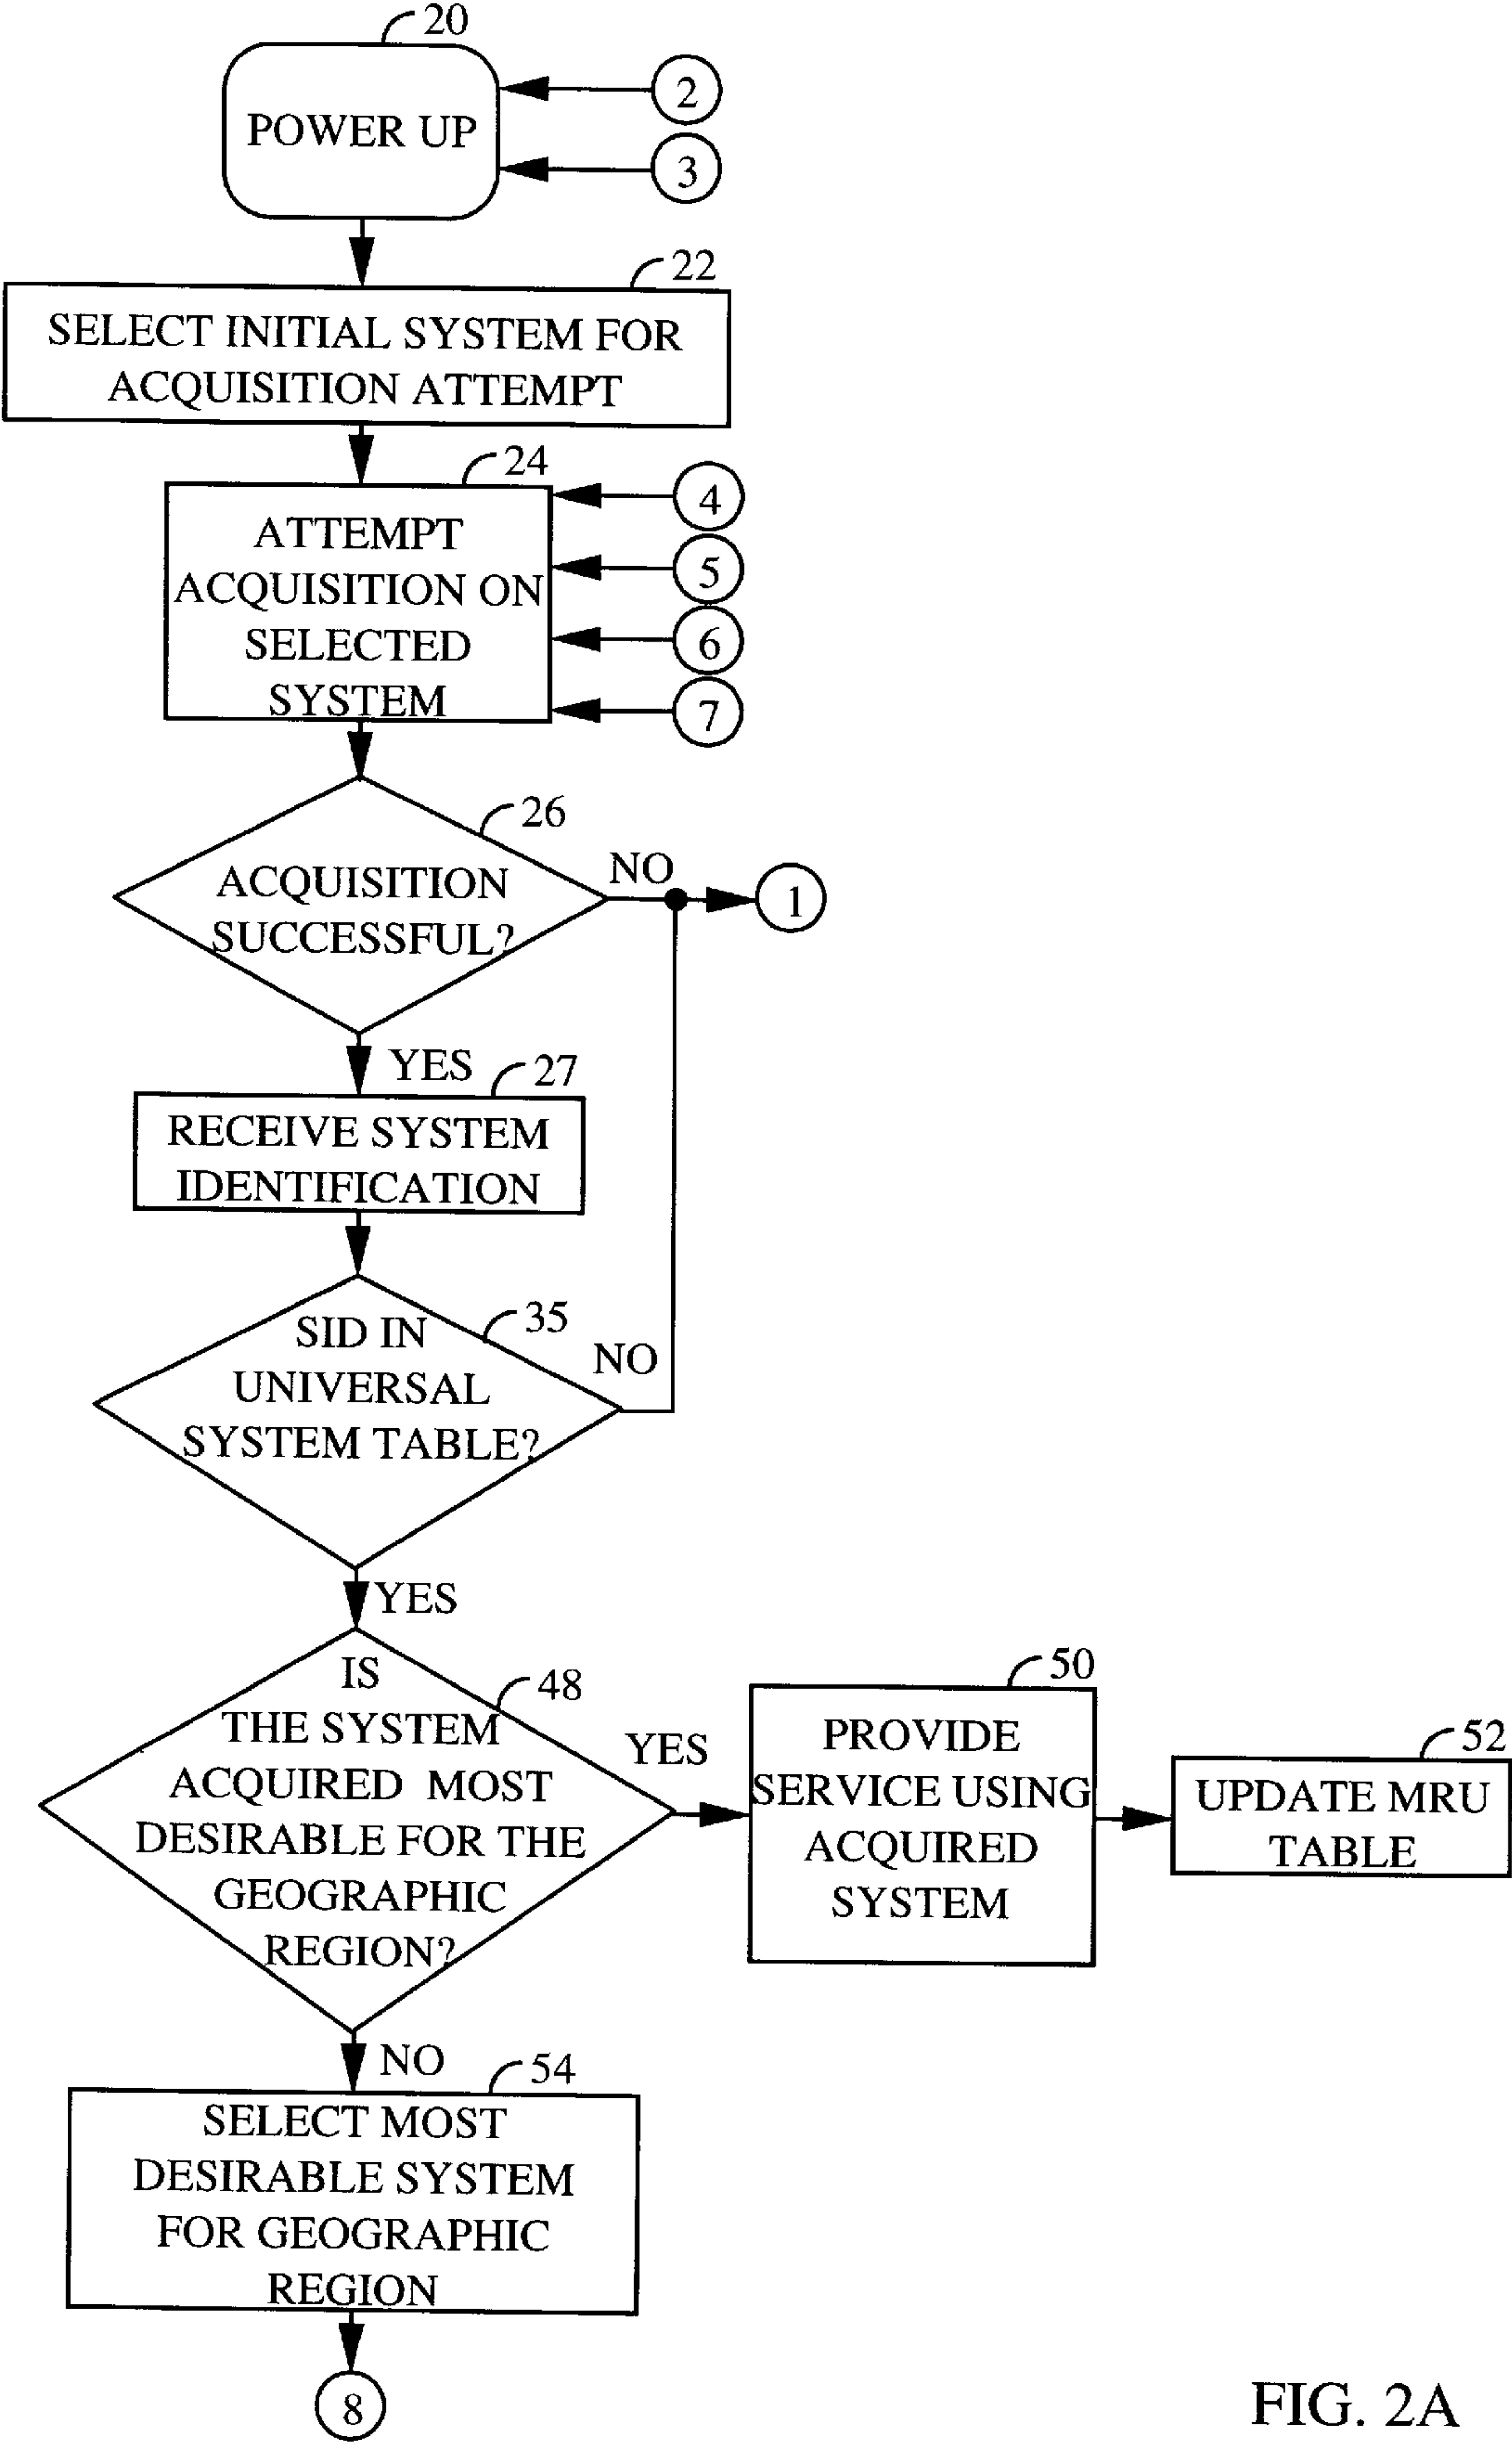 20
POWER UP
2
3
22
SELECT INITIAL SYSTEM FOR
ACQUISITION ATTEMPT
24
ATTEMPT
ACQUISITION ON
SELECTED
SYSTEM
4
5
6
7
26
ACQUISITION
SUCCESSFUL?
NO
1
YES
27
RECEIVE SYSTEM
IDENTIFICATION
35
SID IN
UNIVERSAL
SYSTEM TABLE?
NO
YES
48
IS
THE SYSTEM
ACQUIRED MOST
DESIRABLE FOR THE
GEOGRAPHIC
REGION?
YES
50
PROVIDE
SERVICE USING
ACQUIRED
SYSTEM
52
UPDATE MRU
TABLE
NO
54
SELECT MOST
DESIRABLE SYSTEM
FOR GEOGRAPHIC
REGION
8
FIG. 2A